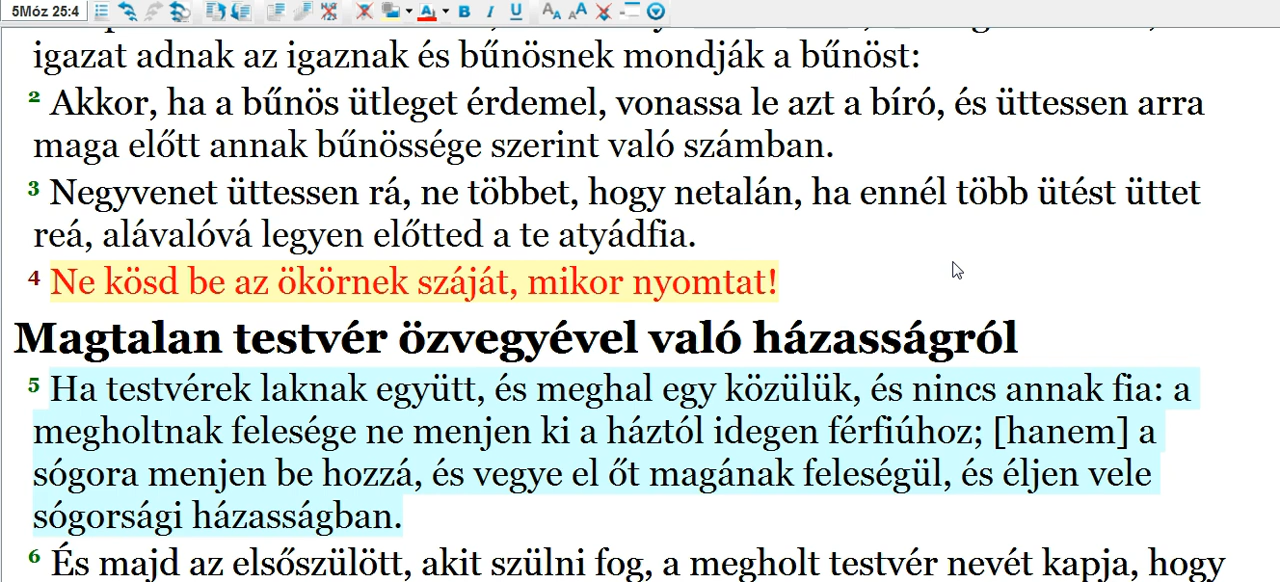 5Móz 25:4
igazat adnak az igaznak és bűnösnek mondják a bűnöst:
2 Akkor, ha a bűnös ütleget érdemel, vonassa le azt a bíró, és üttessen arra
maga előtt annak bűnössége szerint való számban.
3 Negyvenet üttessen rá, ne többet, hogy netalán, ha ennél több ütést üttet
reá, alávalóvá legyen előtted a te atyádfia.
4 Ne kösd be az ökörnek száját, mikor nyomtat!
Magtalan testvér özvegyével való házasságról
5 Ha testvérek laknak együtt, és meghal egy közülük, és nincs annak fia: a
megholtnak felesége ne menjen ki a háztól idegen férfiúhoz; [hanem] a
sógora menjen be hozzá, és vegye el őt magának feleségül, és éljen vele
sógorsági házasságban.
6 És majd az elsőszülött, akit szülni fog, a megholt testvér nevét kapja, hogy